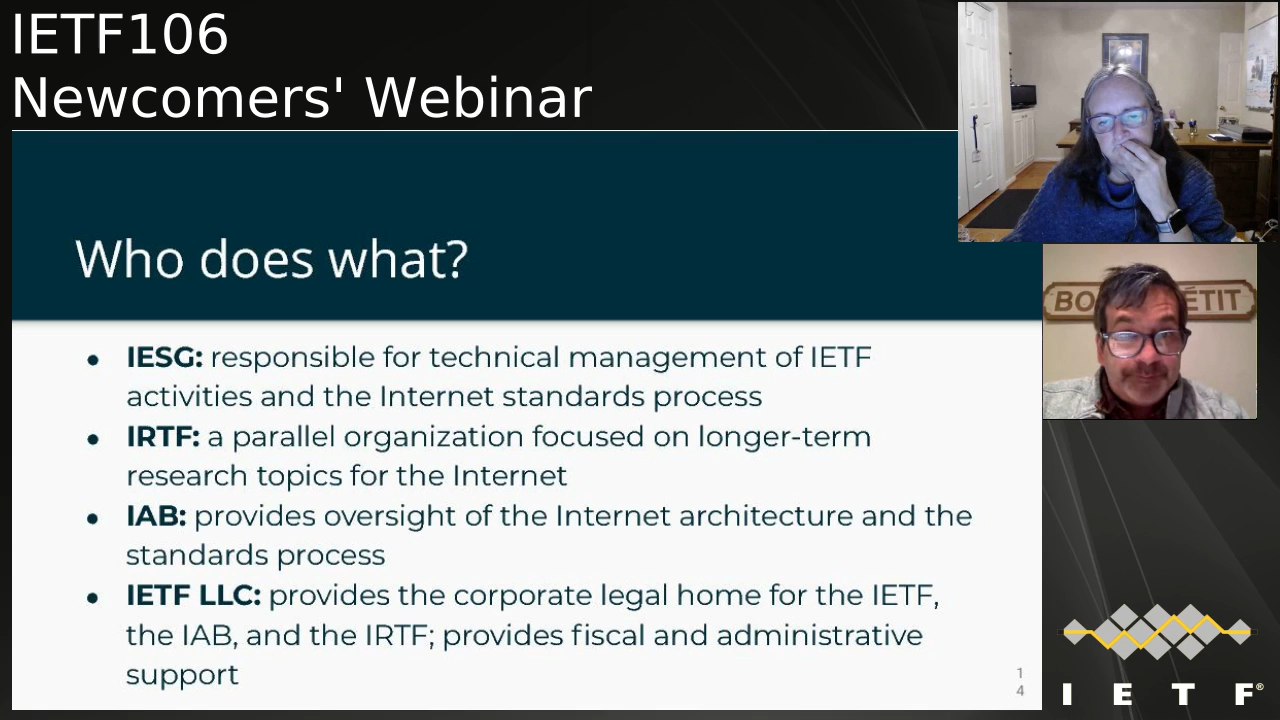 IETF106
Newcomers' Webinar
Who does what?
● IESG: responsible for technical management of IETF
activities and the Internet standards process
● IRTF: a parallel organization focused on longer-term
research topics for the Internet
● IAB: provides oversight of the Internet architecture and the
standards process
● IETF LLC: provides the corporate legal home for the IETF,
the IAB, and the IRTF; provides fiscal and administrative
support
1
4
BO
ÉTIT
I E T F®